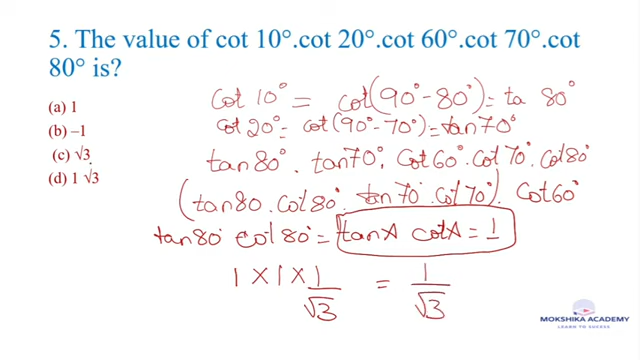 5. The value of cot 10°.cot 20°.cot 60°.cot 70°.cot
80° is?
(a) 1
(b) –1
(c) √3
(d) 1 √3
cot 10° = cot(90° - 80°) = ta 80°
cot 20° = cot(90° - 70°) = tan 70°
tan 80° . tan 70° . cot 60° . cot 70° . cot 80°
(tan 80 . cot 80° . tan 70° . cot 70°) . cot 60°
tan 80° cot 80° = tan A cot A = 1
1 × 1 × 1/√3 = 1/√3
MOKSHIKA ACADEMY
LEARN TO SUCCESS